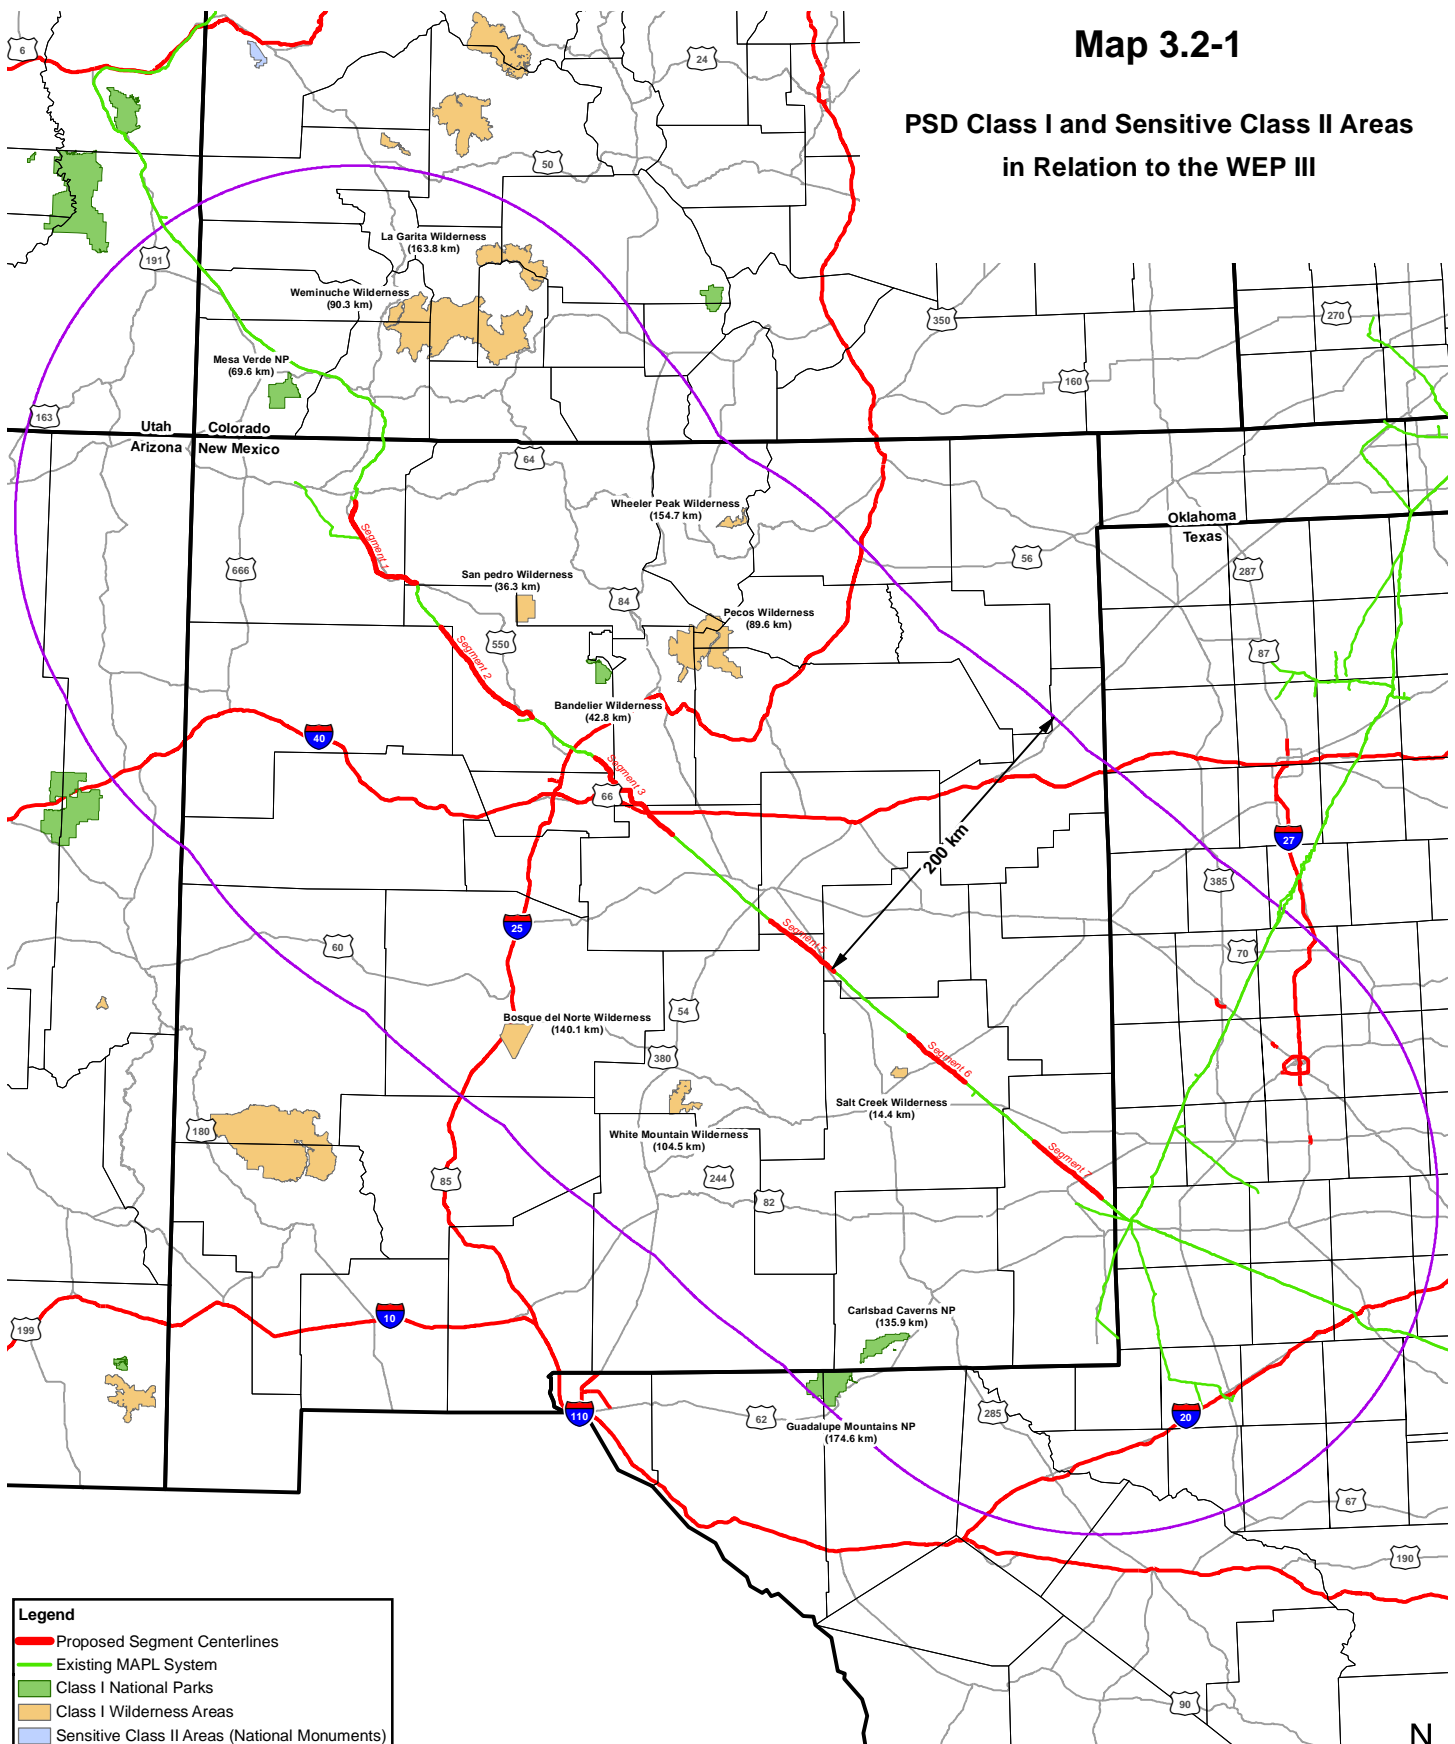 Map 3.2-1
PSD Class I and Sensitive Class II Areas
in Relation to the WEP III
6
24
50
La Garita Wilderness
(163.8 km)
191
Weminuche Wilderness
(90.3 km)
270
350
Mesa Verde NP
(69.6 km)
160
163
Utah
Colorado
Arizona
New Mexico
64
Wheeler Peak Wilderness
(154.7 km)
Oklahoma
Texas
Segment 1
56
666
San pedro Wilderness
(36.3 km)
287
84
Pecos Wilderness
(89.6 km)
550
Segment 2
87
Bandelier Wilderness
(42.8 km)
40
Segment 3
66
200 km
27
385
25
Segment 5
60
70
54
Bosque del Norte Wilderness
(140.1 km)
380
Segment 6
Salt Creek Wilderness
(14.4 km)
180
White Mountain Wilderness
(104.5 km)
Segment 7
85
244
82
Carlsbad Caverns NP
(135.9 km)
10
199
110
62
285
20
Guadalupe Mountains NP
(174.6 km)
67
190
90
Legend
Proposed Segment Centerlines
Existing MAPL System
Class I National Parks
Class I Wilderness Areas
Sensitive Class II Areas (National Monuments)
N